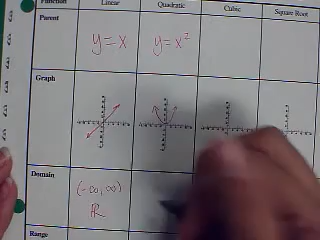 Function Linear Quadratic Cubic Square Root
Parent y = x y = x²
Graph
Domain (-∞, ∞)
ℝ
Range